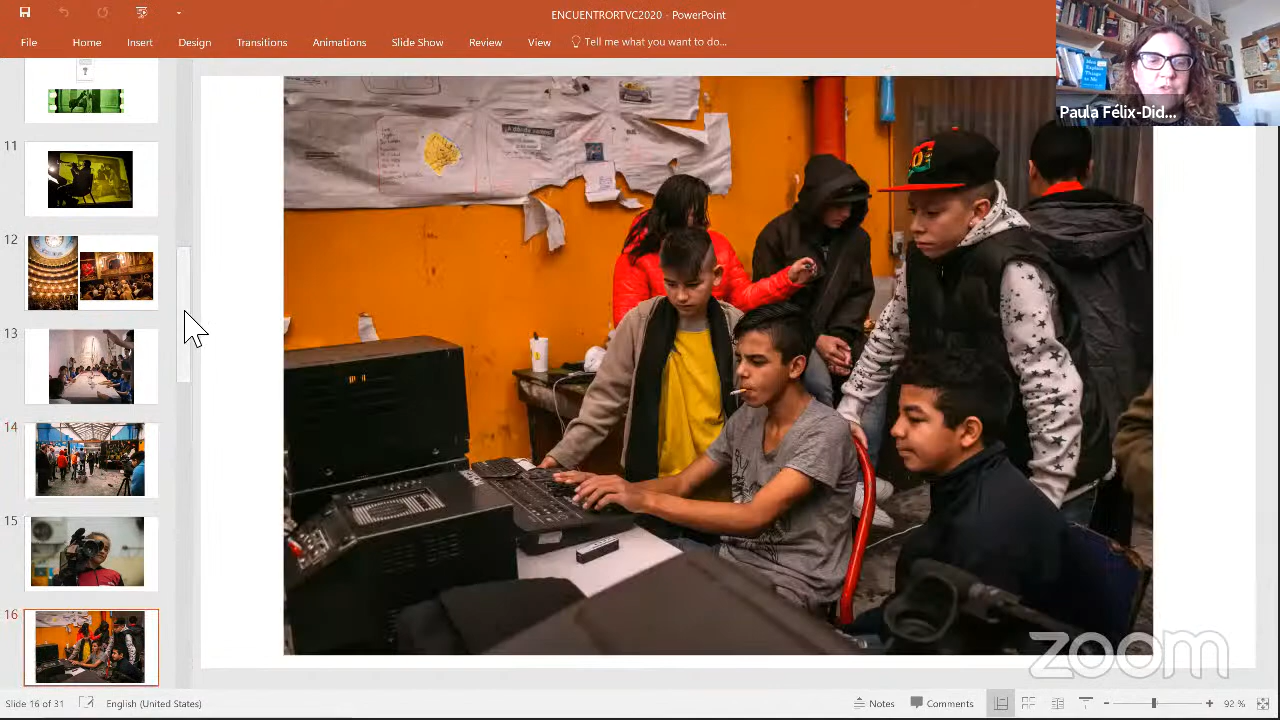 ENCUENTRORTVC2020 - PowerPoint
File Home Insert Design Transitions Animations Slide Show Review View Tell me what you want to do...
Paula Félix-Did...
11
12
13
14
15
16
zoom
Slide 16 of 31 English (United States) Notes Comments 92 %